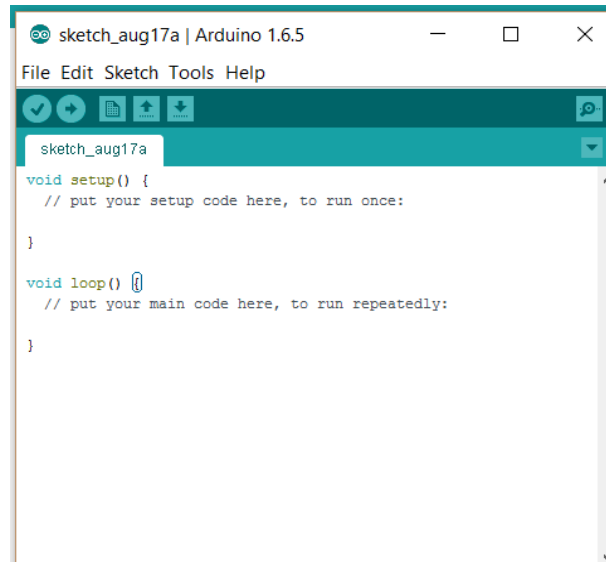 sketch_aug17a | Arduino 1.6.5
File Edit Sketch Tools Help
sketch_aug17a
void setup() {
  // put your setup code here, to run once:
}
void loop() {
  // put your main code here, to run repeatedly:
}